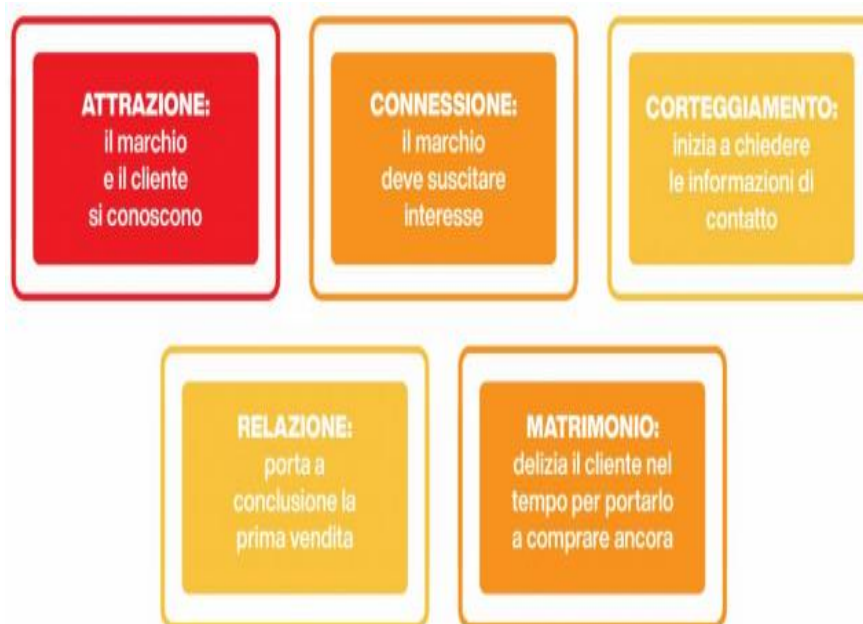 ATTRAZIONE:
il marchio
e il cliente
si conoscono
CONNESSIONE:
il marchio
deve suscitare
interesse
CORTEGGIAMENTO:
inizia a chiedere
le informazioni di
contatto
RELAZIONE:
porta a
conclusione la
prima vendita
MATRIMONIO:
delizia il cliente nel
tempo per portarlo
a comprare ancora